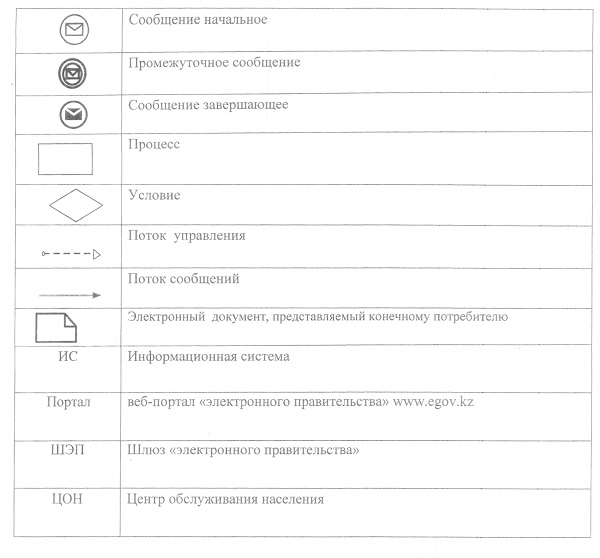 Сообщение начальное
Промежуточное сообщение
Сообщение завершающее
Процесс
Условие
Поток управления
Поток сообщений
Электронный документ, представляемый конечному потребителю
ИС Информационная система
Портал веб-портал «электронного правительства» www.egov.kz
ШЭП Шлюз «электронного правительства»
ЦОН Центр обслуживания населения